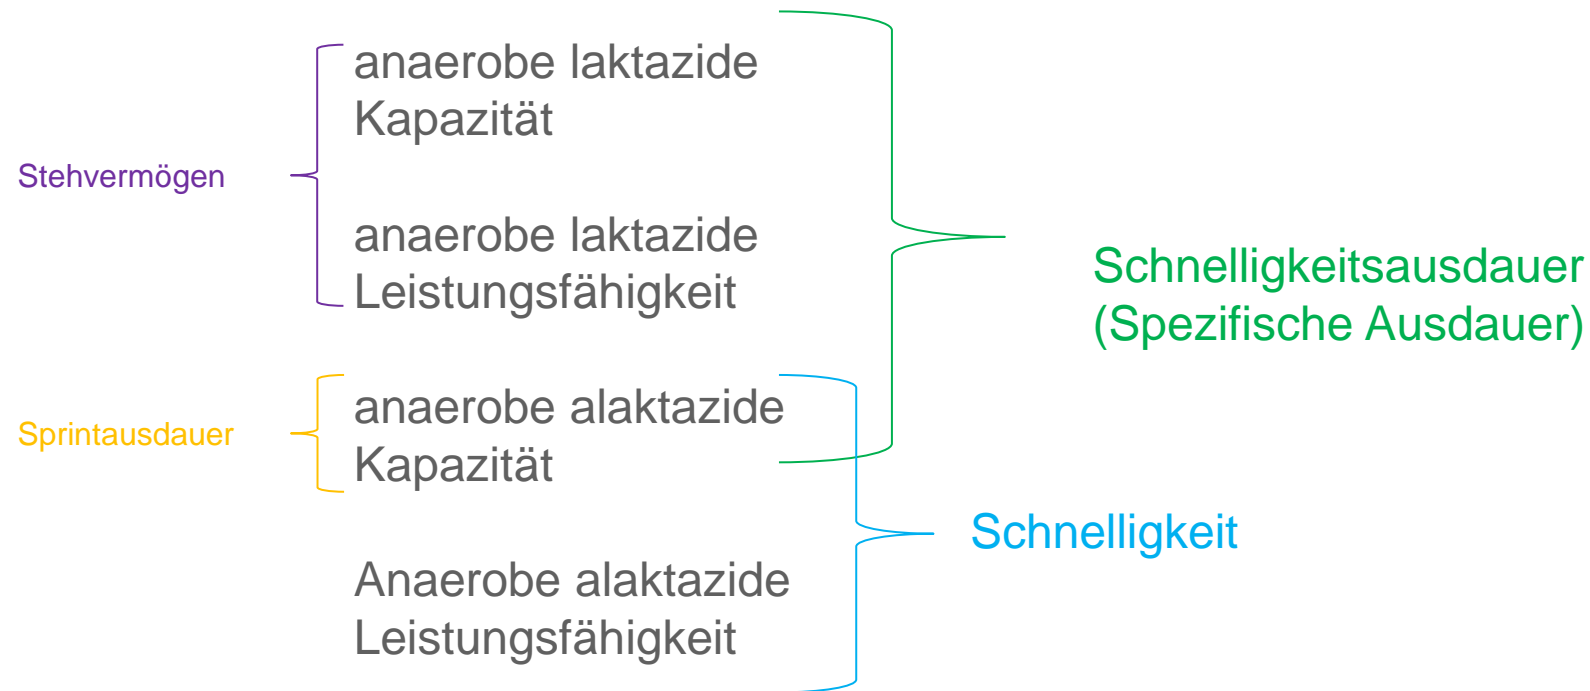 anaerobe laktazide
Kapazität
Stehvermögen
anaerobe laktazide
Leistungsfähigkeit
Schnelligkeitsausdauer
(Spezifische Ausdauer)
anaerobe alaktazide
Kapazität
Sprintausdauer
Schnelligkeit
Anaerobe alaktazide
Leistungsfähigkeit